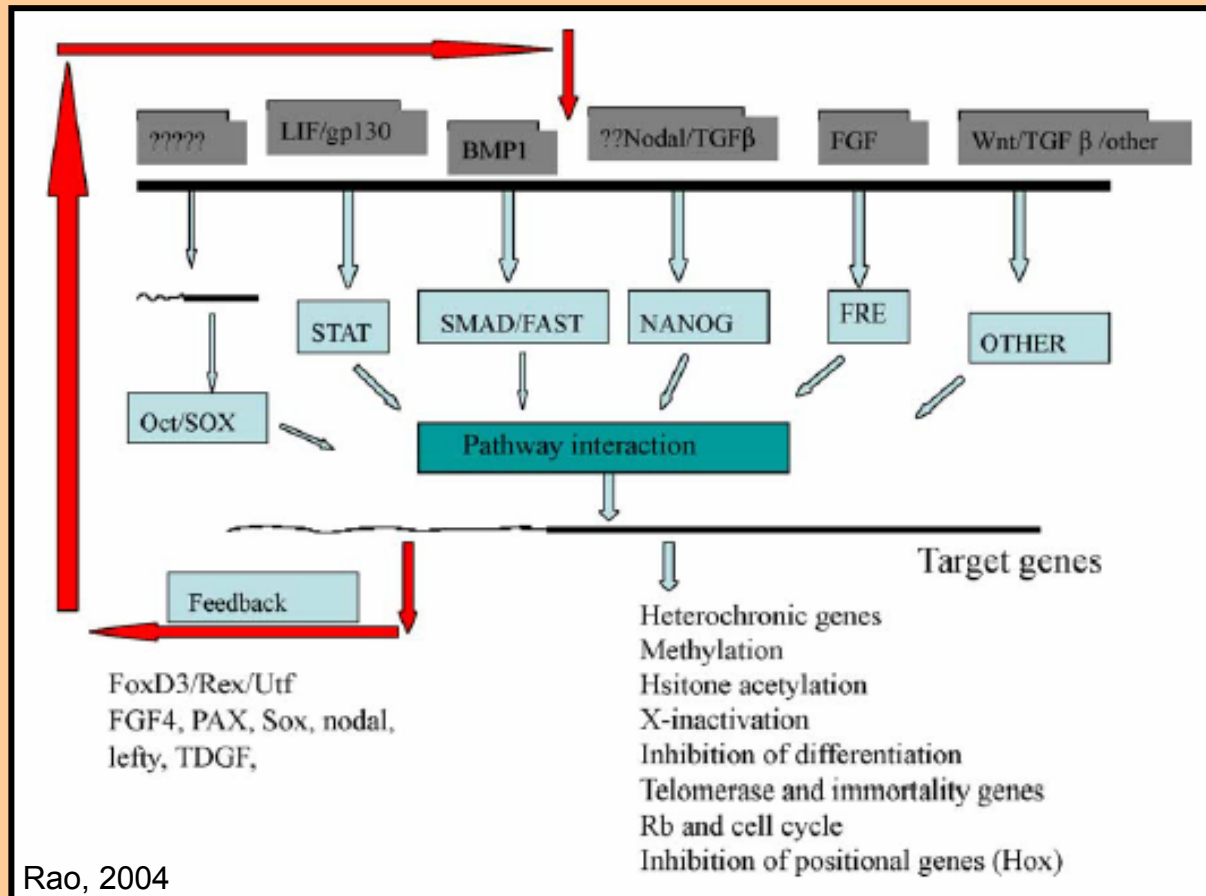 ?????
LIF/gp130
BMP1
??Nodal/TGFβ
FGF
Wnt/TGF β /other
STAT
SMAD/FAST
NANOG
FRE
OTHER
Oct/SOX
Pathway interaction
Target genes
Feedback
FoxD3/Rex/Utf
FGF4, PAX, Sox, nodal,
lefty, TDGF,
Heterochronic genes
Methylation
Hsitone acetylation
X-inactivation
Inhibition of differentiation
Telomerase and immortality genes
Rb and cell cycle
Inhibition of positional genes (Hox)
Rao, 2004